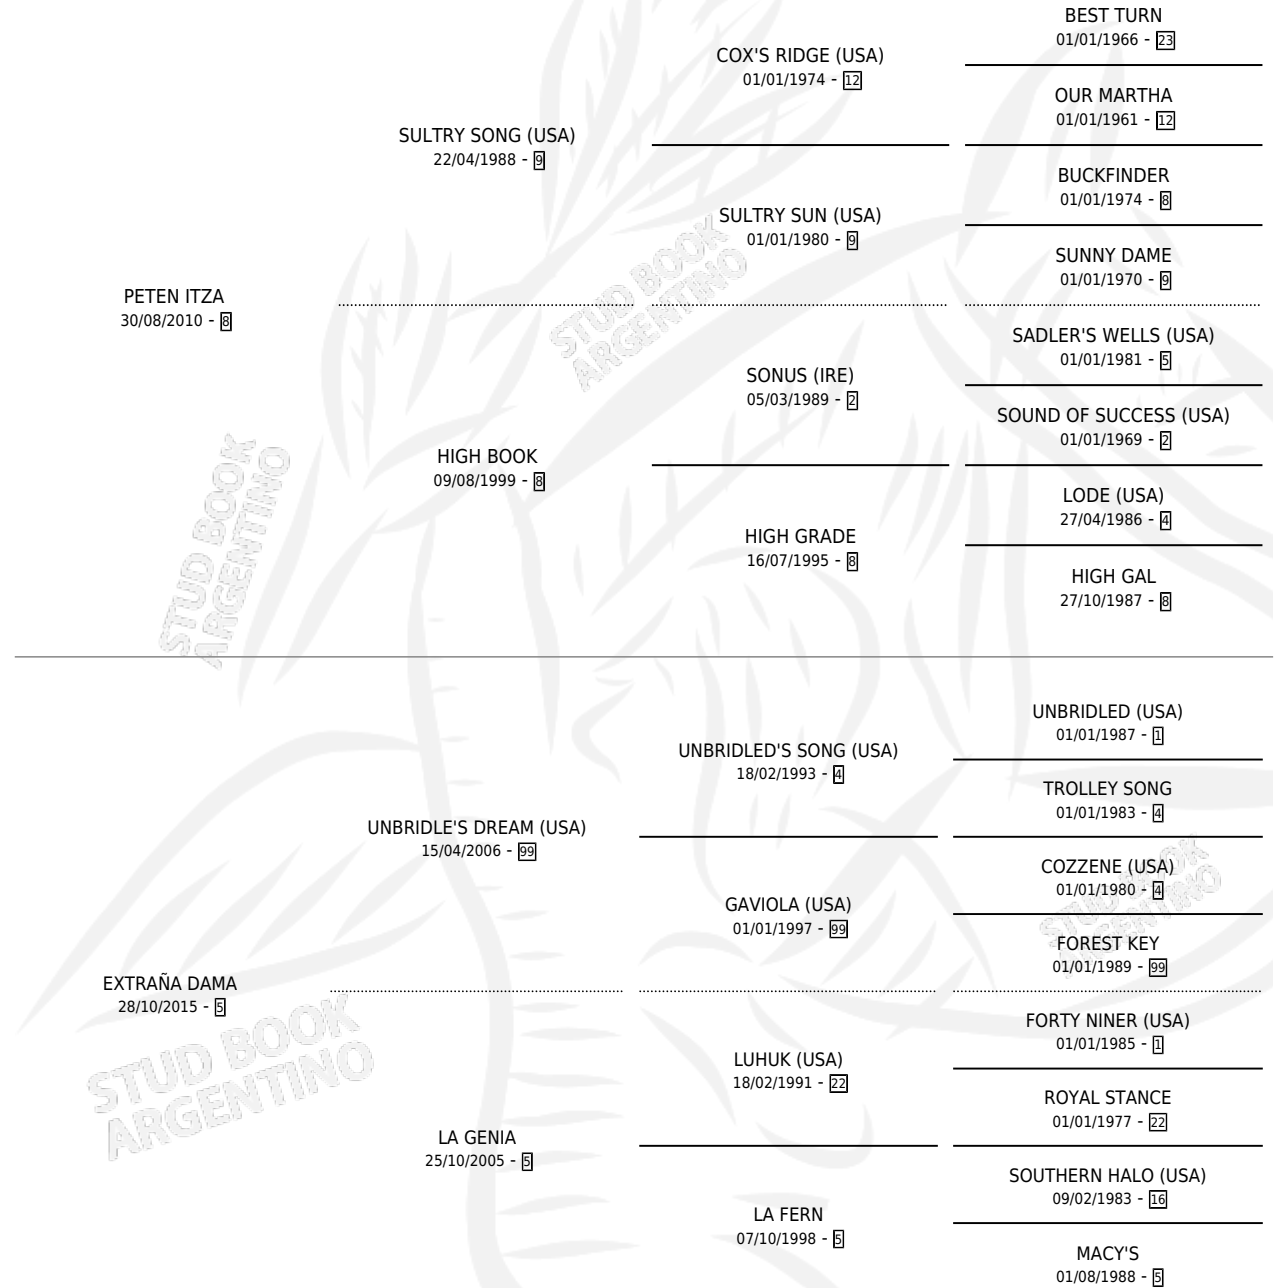 BEST TURN
01/01/1966 - 23
COX'S RIDGE (USA)
01/01/1974 - 12
OUR MARTHA
01/01/1961 - 12
SULTRY SONG (USA)
22/04/1988 - 9
BUCKFINDER
01/01/1974 - 8
SULTRY SUN (USA)
01/01/1980 - 9
SUNNY DAME
01/01/1970 - 9
PETEN ITZA
30/08/2010 - 8
SADLER'S WELLS (USA)
01/01/1981 - 5
SONUS (IRE)
05/03/1989 - 2
SOUND OF SUCCESS (USA)
01/01/1969 - 2
HIGH BOOK
09/08/1999 - 8
LODE (USA)
27/04/1986 - 4
HIGH GRADE
16/07/1995 - 8
HIGH GAL
27/10/1987 - 8
UNBRIDLED (USA)
01/01/1987 - 1
UNBRIDLED'S SONG (USA)
18/02/1993 - 4
TROLLEY SONG
01/01/1983 - 4
UNBRIDLE'S DREAM (USA)
15/04/2006 - 99
COZZENE (USA)
01/01/1980 - 4
GAVIOLA (USA)
01/01/1997 - 99
FOREST KEY
01/01/1989 - 99
EXTRAÑA DAMA
28/10/2015 - 5
FORTY NINER (USA)
01/01/1985 - 1
LUHUK (USA)
18/02/1991 - 22
ROYAL STANCE
01/01/1977 - 22
LA GENIA
25/10/2005 - 5
SOUTHERN HALO (USA)
09/02/1983 - 16
LA FERN
07/10/1998 - 5
MACY'S
01/08/1988 - 5
STUD BOOK
ARGENTINO
STUD BOOK
ARGENTINO
STUD BOOK
ARGENTINO
STUD BOOK
ARGENTINO